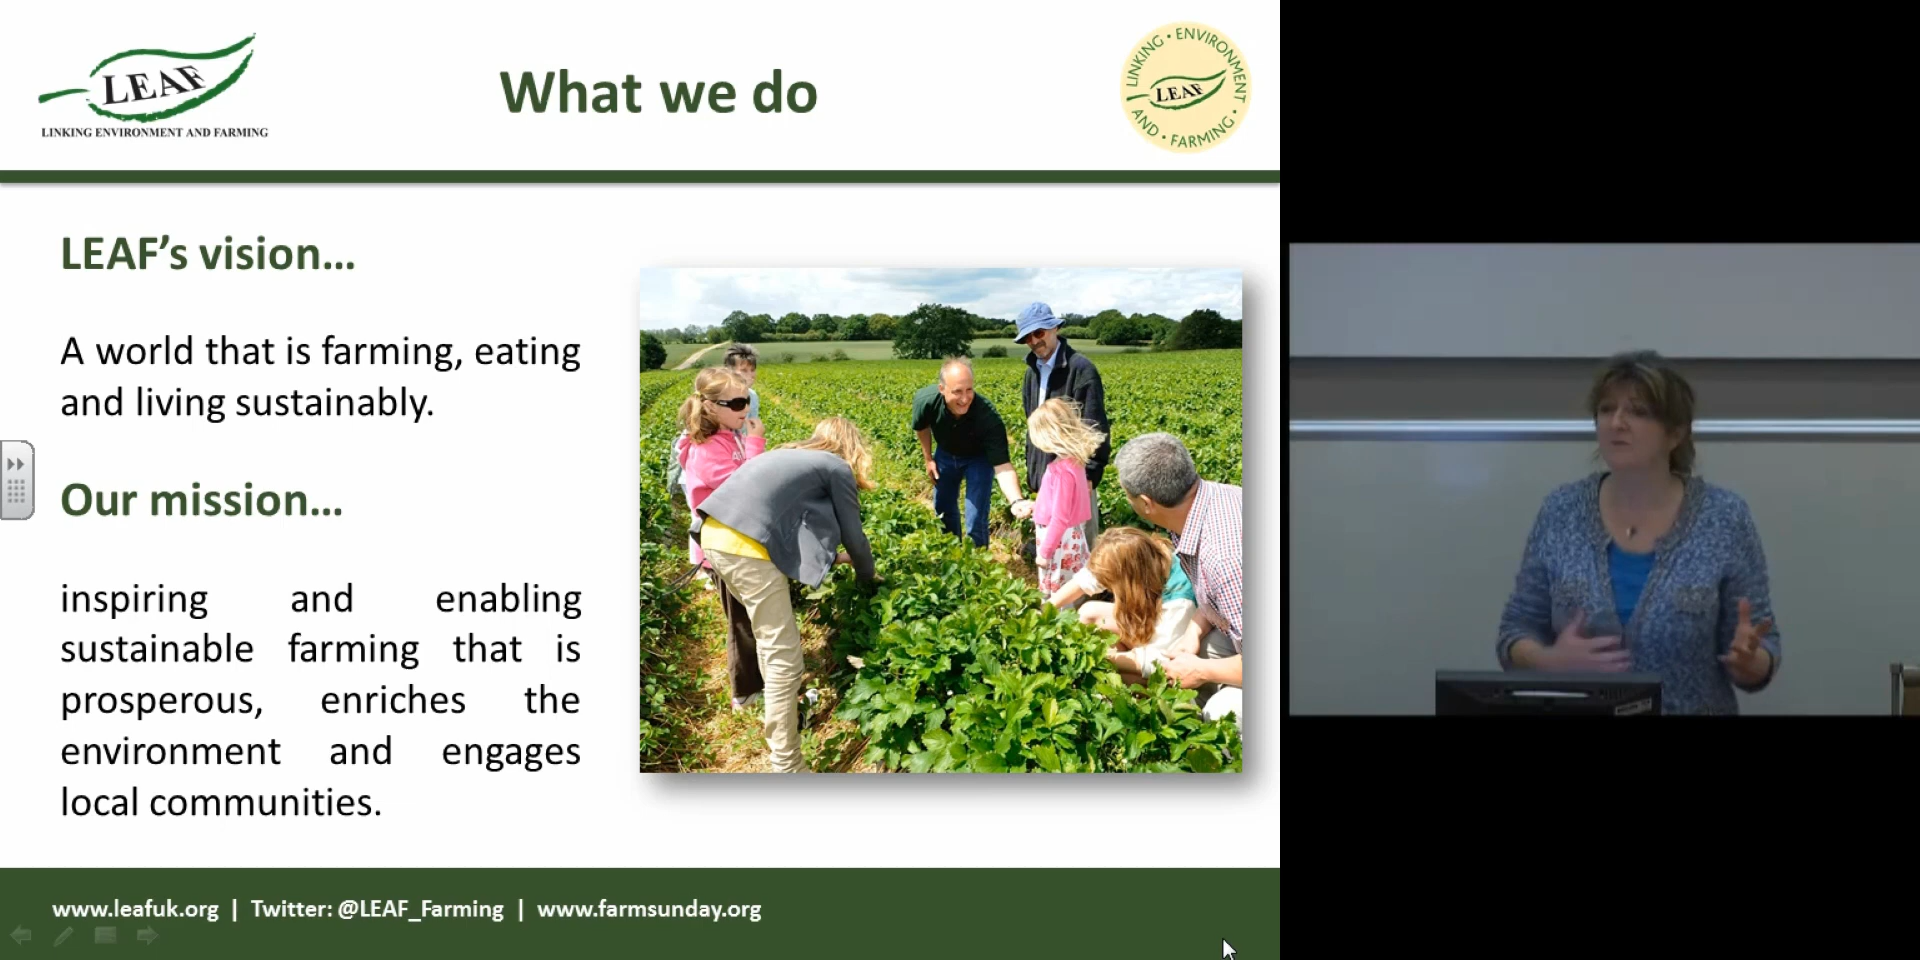 LEAF
LINKING ENVIRONMENT AND FARMING
What we do
LINKING • ENVIRONMENT
LEAF
AND • FARMING •
LEAF’s vision...
A world that is farming, eating
and living sustainably.
Our mission...
inspiring and enabling
sustainable farming that is
prosperous, enriches the
environment and engages
local communities.
www.leafuk.org | Twitter: @LEAF_Farming | www.farmsunday.org